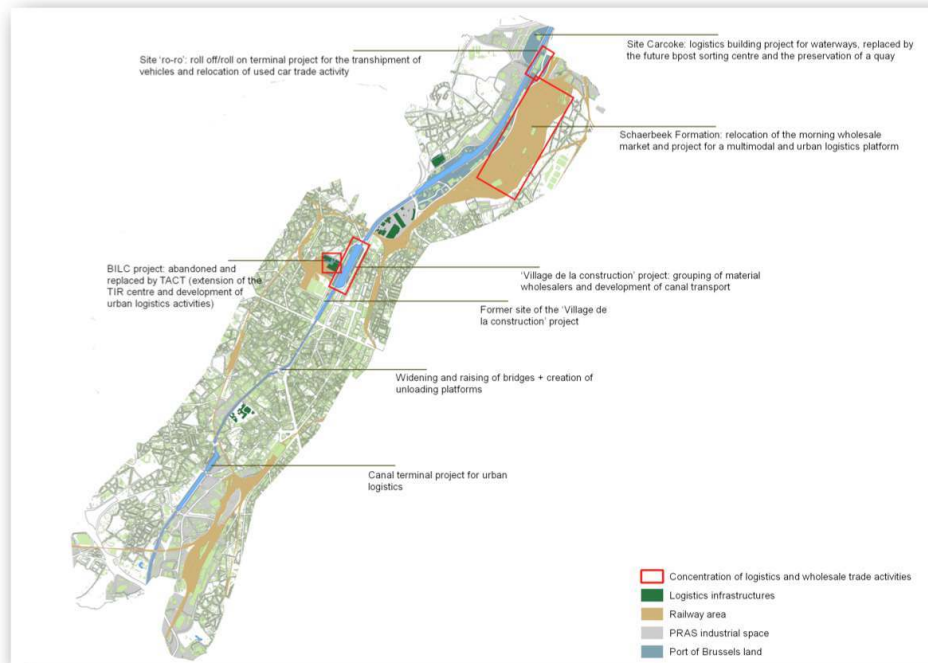 Site Carcoke: logistics building project for waterways, replaced by
the future bpost sorting centre and the preservation of a quay
Site 'ro-ro': roll off/roll on terminal project for the transhipment of
vehicles and relocation of used car trade activity
Schaerbeek Formation: relocation of the morning wholesale
market and project for a multimodal and urban logistics platform
BILC project: abandoned and
replaced by TACT (extension of the
TIR centre and development of
urban logistics activities)
'Village de la construction' project: grouping of material
wholesalers and development of canal transport
Former site of the 'Village de
la construction' project
Widening and raising of bridges + creation of
unloading platforms
Canal terminal project for urban
logistics
Concentration of logistics and wholesale trade activities
Logistics infrastructures
Railway area
PRAS industrial space
Port of Brussels land